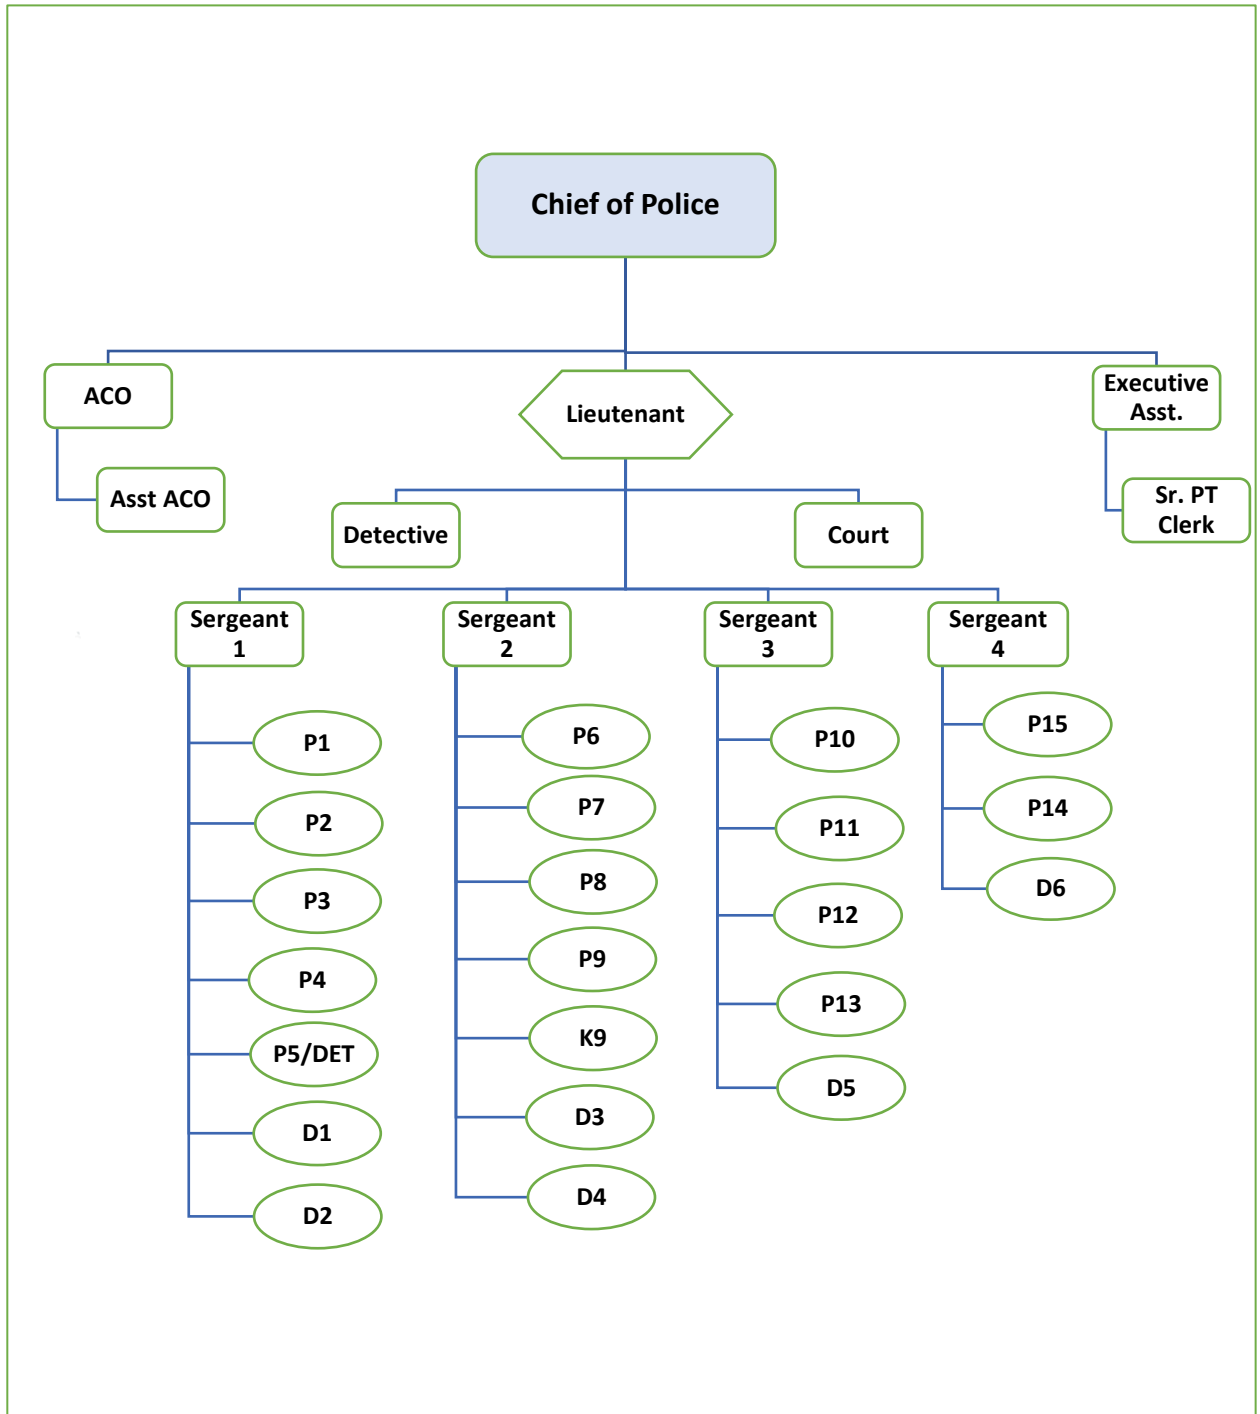 Chief of Police
ACO
Lieutenant
Executive
Asst.
Asst ACO
Sr. PT
Clerk
Detective
Court
Sergeant
1
Sergeant
2
Sergeant
3
Sergeant
4
P1
P2
P3
P4
P5/DET
D1
D2
P6
P7
P8
P9
K9
D3
D4
P10
P11
P12
P13
D5
P15
P14
D6